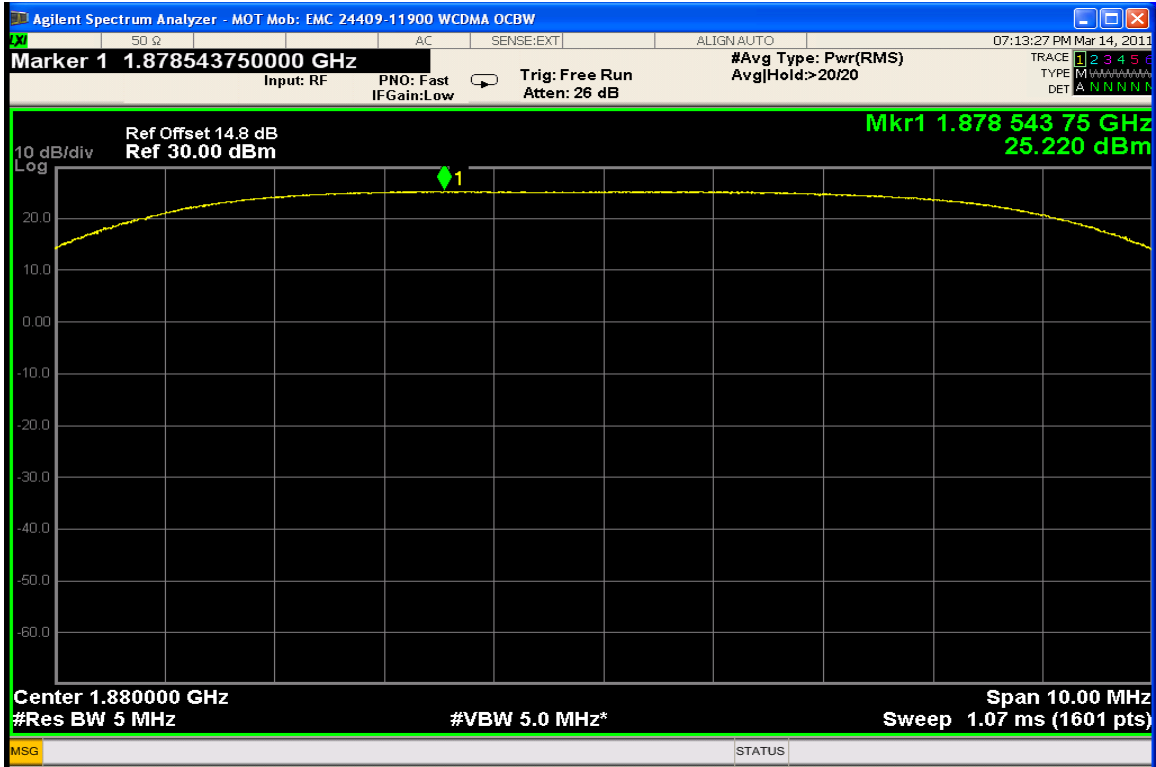 Agilent Spectrum Analyzer - MOT Mob: EMC 24409-11900 WCDMA OCBW
LXI 50 Ω AC SENSE:EXT ALIGN AUTO 07:13:27 PM Mar 14, 2011
Marker 1 1.878543750000 GHz
Input: RF PNO: Fast IFGain:Low
Trig: Free Run
Atten: 26 dB
#Avg Type: Pwr(RMS)
Avg|Hold:>20/20
TRACE 1 2 3 4 5 6
TYPE M
DET A N N N N N
Mkr1 1.878 543 75 GHz
25.220 dBm
Ref Offset 14.8 dB
10 dB/div Ref 30.00 dBm
Log
1
20.0
10.0
0.00
-10.0
-20.0
-30.0
-40.0
-50.0
-60.0
Center 1.880000 GHz Span 10.00 MHz
#Res BW 5 MHz #VBW 5.0 MHz* Sweep 1.07 ms (1601 pts)
MSG STATUS